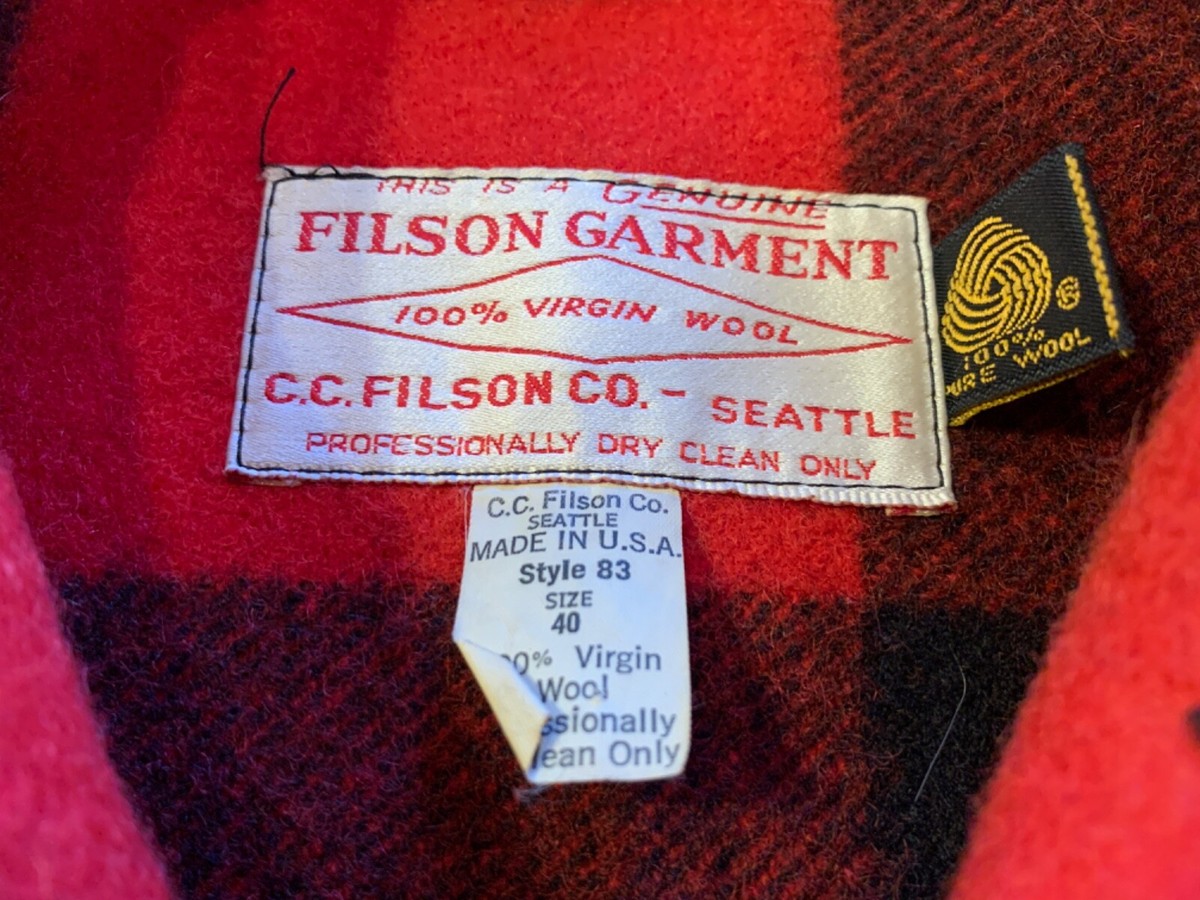 THIS IS A GENUINE
FILSON GARMENT
100% VIRGIN WOOL
C.C. FILSON CO. - SEATTLE
PROFESSIONALLY DRY CLEAN ONLY
®
100%
WOOL
C.C. Filson Co.
SEATTLE
MADE IN U.S.A.
Style 83
SIZE
40
0% Virgin
Wool
ssionally
lean Only